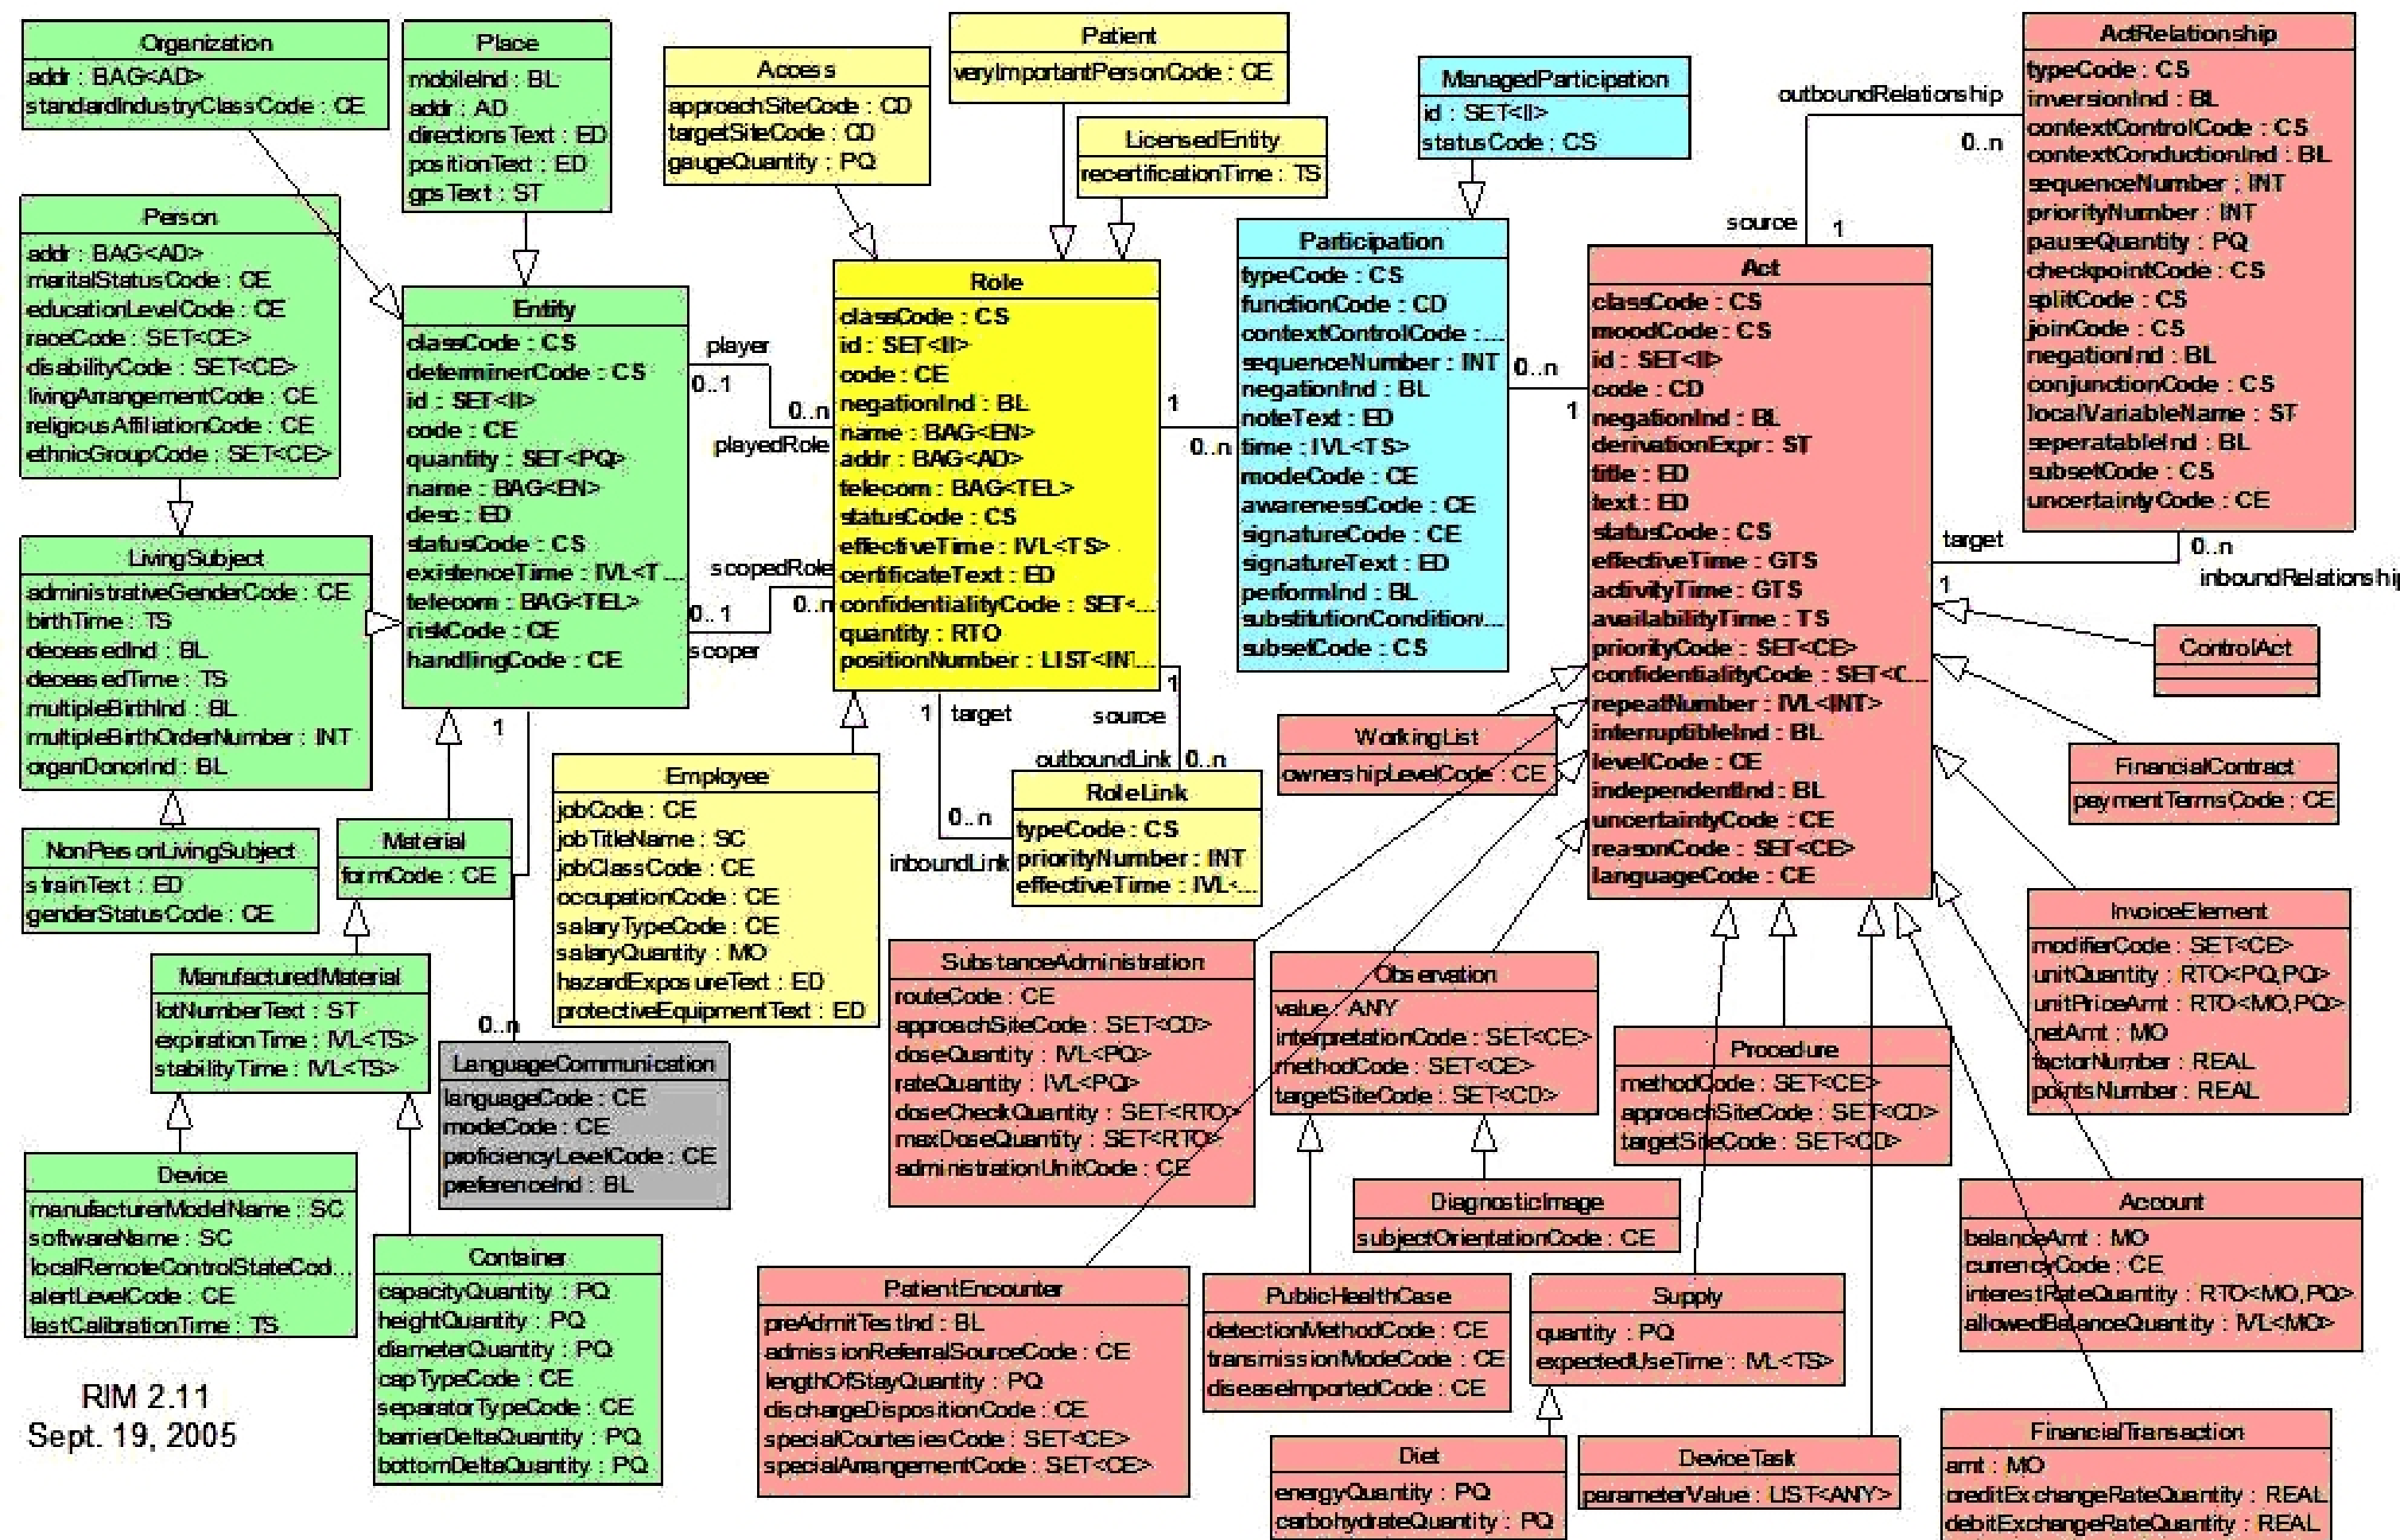 Organization
addr : BAG<AD>
standardIndustryClassCode : CE
Place
mobileInd : BL
addr : AD
directionsText : ED
positionText : ED
gpsText : ST
Access
approachSiteCode : CD
targetSiteCode : CD
gaugeQuantity : PQ
Patient
veryImportantPersonCode : CE
LicensedEntity
recertificationTime : TS
ManagedParticipation
id : SET<II>
statusCode : CS
ActRelationship
typeCode : CS
inversionInd : BL
contextControlCode : CS
contextConductionInd : BL
sequenceNumber : INT
priorityNumber : INT
pauseQuantity : PQ
checkpointCode : CS
splitCode : CS
joinCode : CS
negationInd : BL
conjunctionCode : CS
localVariableName : ST
seperatableInd : BL
subsetCode : CS
uncertaintyCode : CE
outboundRelationship
0..n
source
1
Person
addr : BAG<AD>
maritalStatusCode : CE
educationLevelCode : CE
raceCode : SET<CE>
disabilityCode : SET<CE>
livingArrangementCode : CE
religiousAffiliationCode : CE
ethnicGroupCode : SET<CE>
Entity
classCode : CS
determinerCode : CS
id : SET<II>
code : CE
quantity : SET<PQ>
name : BAG<EN>
desc : ED
statusCode : CS
existenceTime : IVL<T...
telecom : BAG<TEL>
riskCode : CE
handlingCode : CE
player
0..1
0..n
playedRole
scopedRole
0..n
0..1
scoper
Role
classCode : CS
id : SET<II>
code : CE
negationInd : BL
name : BAG<EN>
addr : BAG<AD>
telecom : BAG<TEL>
statusCode : CS
effectiveTime : IVL<TS>
certificateText : ED
confidentialityCode : SET<...
quantity : RTO
positionNumber : LIST<INT...
1
0..n
Participation
typeCode : CS
functionCode : CD
contextControlCode :...
sequenceNumber : INT
negationInd : BL
noteText : ED
time : IVL<TS>
modeCode : CE
awarenessCode : CE
signatureCode : CE
signatureText : ED
performInd : BL
substitutionCondition...
subsetCode : CS
0..n
1
Act
classCode : CS
moodCode : CS
id : SET<II>
code : CD
negationInd : BL
derivationExpr : ST
title : ED
text : ED
statusCode : CS
effectiveTime : GTS
activityTime : GTS
availabilityTime : TS
priorityCode : SET<CE>
confidentialityCode : SET<C...
repeatNumber : IVL<INT>
interruptibleInd : BL
levelCode : CE
independentInd : BL
uncertaintyCode : CE
reasonCode : SET<CE>
languageCode : CE
target
1
0..n
inboundRelationship
ControlAct
FinancialContract
paymentTermsCode : CE
LivingSubject
administrativeGenderCode : CE
birthTime : TS
deceasedInd : BL
deceasedTime : TS
multipleBirthInd : BL
multipleBirthOrderNumber : INT
organDonorInd : BL
1
1
target
source
1
outboundLink
0..n
0..n
inboundLink
RoleLink
typeCode : CS
priorityNumber : INT
effectiveTime : IVL<...
WorkingList
ownershipLevelCode : CE
Employee
jobCode : CE
jobTitleName : SC
jobClassCode : CE
occupationCode : CE
salaryTypeCode : CE
salaryQuantity : MO
hazardExposureText : ED
protectiveEquipmentText : ED
NonPersonLivingSubject
strainText : ED
genderStatusCode : CE
Material
formCode : CE
ManufacturedMaterial
lotNumberText : ST
expirationTime : IVL<TS>
stabilityTime : IVL<TS>
0..n
LanguageCommunication
languageCode : CE
modeCode : CE
proficiencyLevelCode : CE
preferenceInd : BL
SubstanceAdministration
routeCode : CE
approachSiteCode : SET<CD>
doseQuantity : IVL<PQ>
rateQuantity : IVL<PQ>
doseCheckQuantity : SET<RTO>
maxDoseQuantity : SET<RTO>
administrationUnitCode : CE
Observation
value : ANY
interpretationCode : SET<CE>
methodCode : SET<CE>
targetSiteCode : SET<CD>
Procedure
methodCode : SET<CE>
approachSiteCode : SET<CD>
targetSiteCode : SET<CD>
InvoiceElement
modifierCode : SET<CE>
unitQuantity : RTO<PQ,PQ>
unitPriceAmt : RTO<MO,PQ>
netAmt : MO
factorNumber : REAL
pointsNumber : REAL
Device
manufacturerModelName : SC
softwareName : SC
localRemoteControlStateCod...
alertLevelCode : CE
lastCalibrationTime : TS
Container
capacityQuantity : PQ
heightQuantity : PQ
diameterQuantity : PQ
capTypeCode : CE
separatorTypeCode : CE
barrierDeltaQuantity : PQ
bottomDeltaQuantity : PQ
DiagnosticImage
subjectOrientationCode : CE
Account
balanceAmt : MO
currencyCode : CE
interestRateQuantity : RTO<MO,PQ>
allowedBalanceQuantity : IVL<MO>
PatientEncounter
preAdmitTestInd : BL
admissionReferralSourceCode : CE
lengthOfStayQuantity : PQ
dischargeDispositionCode : CE
specialCourtesiesCode : SET<CE>
specialArrangementCode : SET<CE>
PublicHealthCase
detectionMethodCode : CE
transmissionModeCode : CE
diseaseImportedCode : CE
Supply
quantity : PQ
expectedUseTime : IVL<TS>
Diet
energyQuantity : PQ
carbohydrateQuantity : PQ
DeviceTask
parameterValue : LIST<ANY>
FinancialTransaction
amt : MO
creditExchangeRateQuantity : REAL
debitExchangeRateQuantity : REAL
RIM 2.11
Sept. 19, 2005